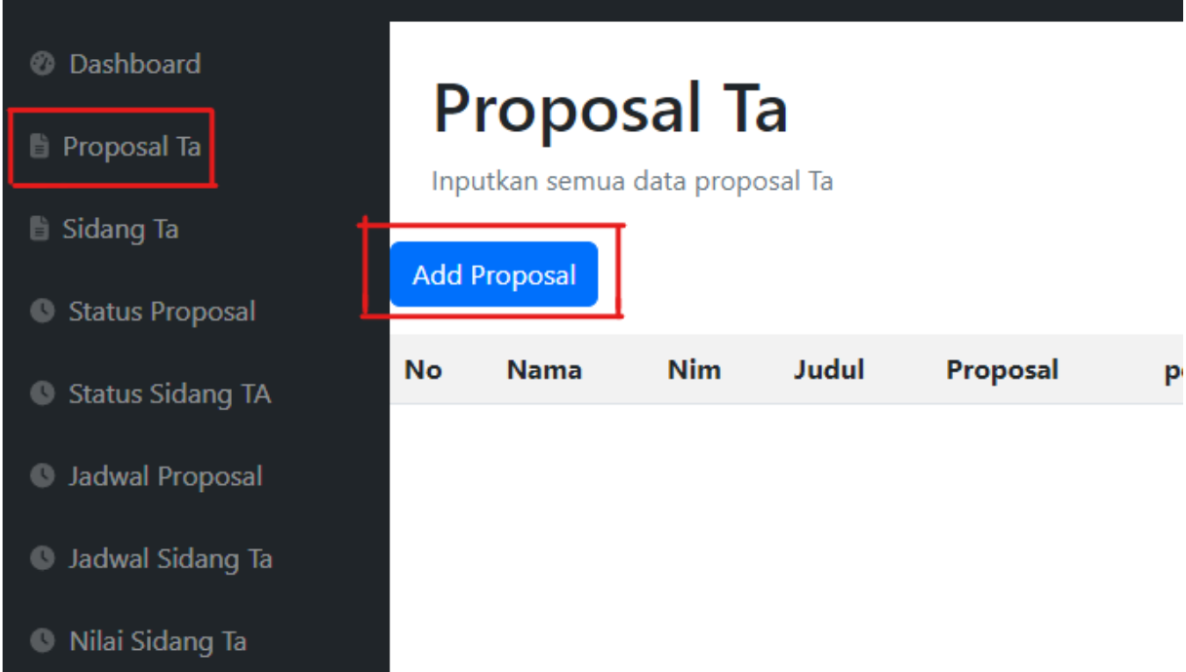 Dashboard
Proposal Ta
Sidang Ta
Status Proposal
Status Sidang TA
Jadwal Proposal
Jadwal Sidang Ta
Nilai Sidang Ta
Proposal Ta
Inputkan semua data proposal Ta
Add Proposal
No Nama Nim Judul Proposal